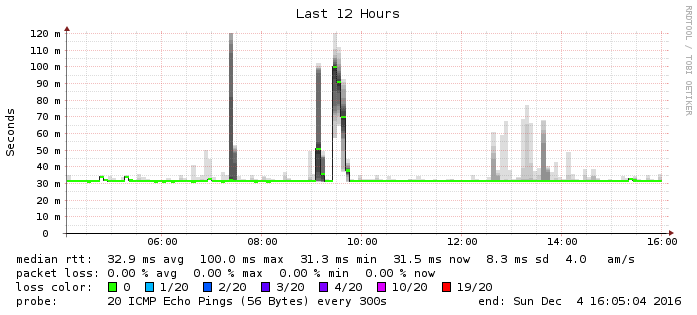 Last 12 Hours
RRDTOOL / TOBI OETIKER
Seconds
120 m
110 m
100 m
90 m
80 m
70 m
60 m
50 m
40 m
30 m
20 m
10 m
0
06:00 08:00 10:00 12:00 14:00 16:00
median rtt: 32.9 ms avg 100.0 ms max 31.3 ms min 31.5 ms now 8.3 ms sd 4.0 am/s
packet loss: 0.00 % avg 0.00 % max 0.00 % min 0.00 % now
loss color: 0 1/20 2/20 3/20 4/20 10/20 19/20
probe: 20 ICMP Echo Pings (56 Bytes) every 300s end: Sun Dec 4 16:05:04 2016